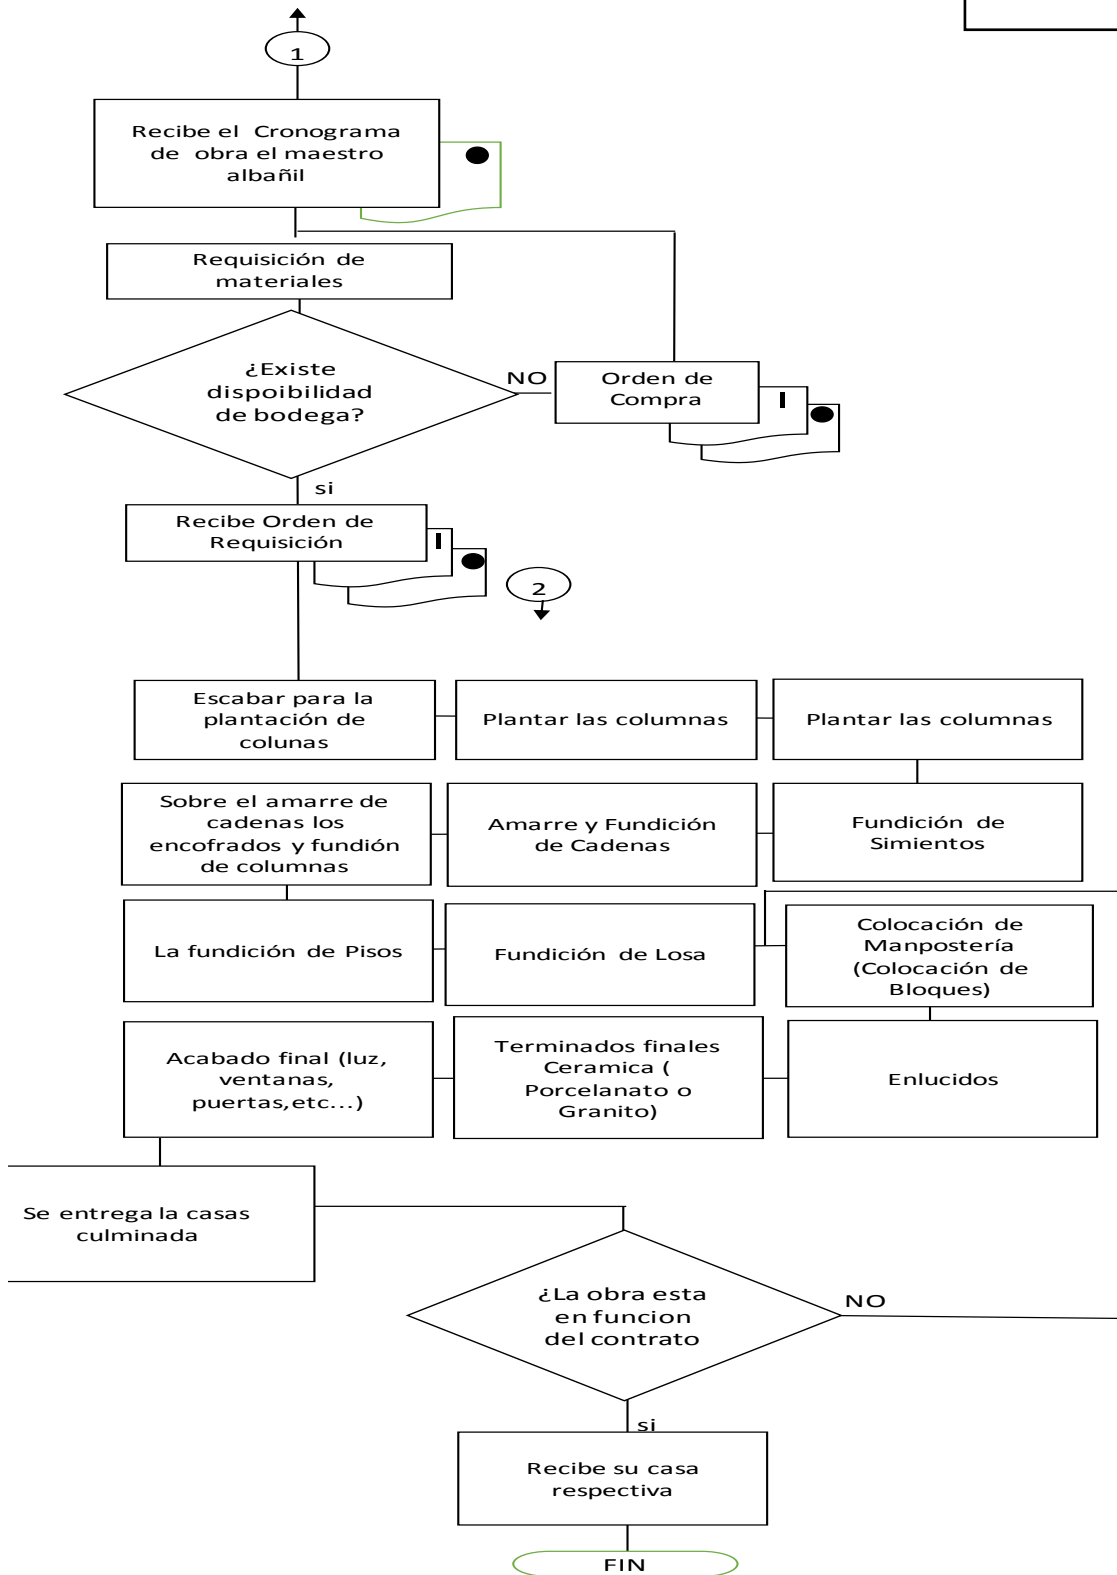 1
Recibe el Cronograma
de obra el maestro
albañil
Requisición de
materiales
¿Existe
dispoibilidad
de bodega?
NO
Orden de
Compra
si
Recibe Orden de
Requisición
2
Escabar para la
plantación de
colunas
Plantar las columnas
Plantar las columnas
Sobre el amarre de
cadenas los
encofrados y fundión
de columnas
Amarre y Fundición
de Cadenas
Fundición de
Simientos
La fundición de Pisos
Fundición de Losa
Colocación de
Manpostería
(Colocación de
Bloques)
Acabado final (luz,
ventanas,
puertas,etc...)
Terminados finales
Ceramica (
Porcelanato o
Granito)
Enlucidos
Se entrega la casas
culminada
¿La obra esta
en funcion
del contrato
NO
si
Recibe su casa
respectiva
FIN